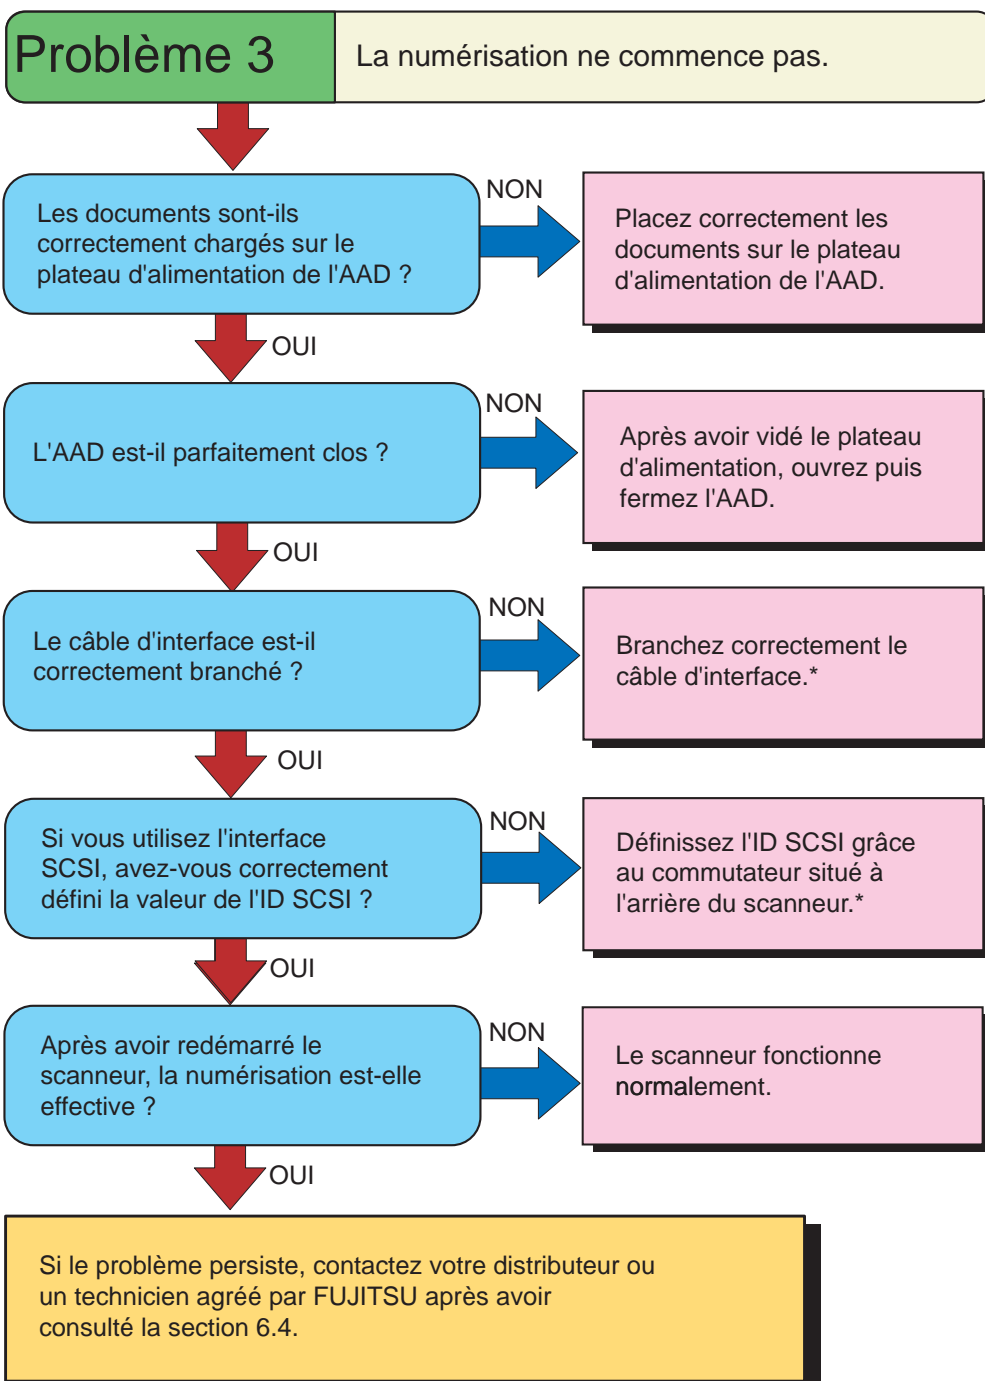 Problème 3
La numérisation ne commence pas.
Les documents sont-ils
correctement chargés sur le
plateau d'alimentation de l'AAD ?
NON
Placez correctement les
documents sur le plateau
d'alimentation de l'AAD.
OUI
L'AAD est-il parfaitement clos ?
NON
Après avoir vidé le plateau
d'alimentation, ouvrez puis
fermez l'AAD.
OUI
Le câble d'interface est-il
correctement branché ?
NON
Branchez correctement le
câble d'interface.*
OUI
Si vous utilisez l'interface
SCSI, avez-vous correctement
défini la valeur de l'ID SCSI ?
NON
Définissez l'ID SCSI grâce
au commutateur situé à
l'arrière du scanneur.*
OUI
Après avoir redémarré le
scanneur, la numérisation est-elle
effective ?
NON
Le scanneur fonctionne
normalement.
OUI
Si le problème persiste, contactez votre distributeur ou
un technicien agréé par FUJITSU après avoir
consulté la section 6.4.